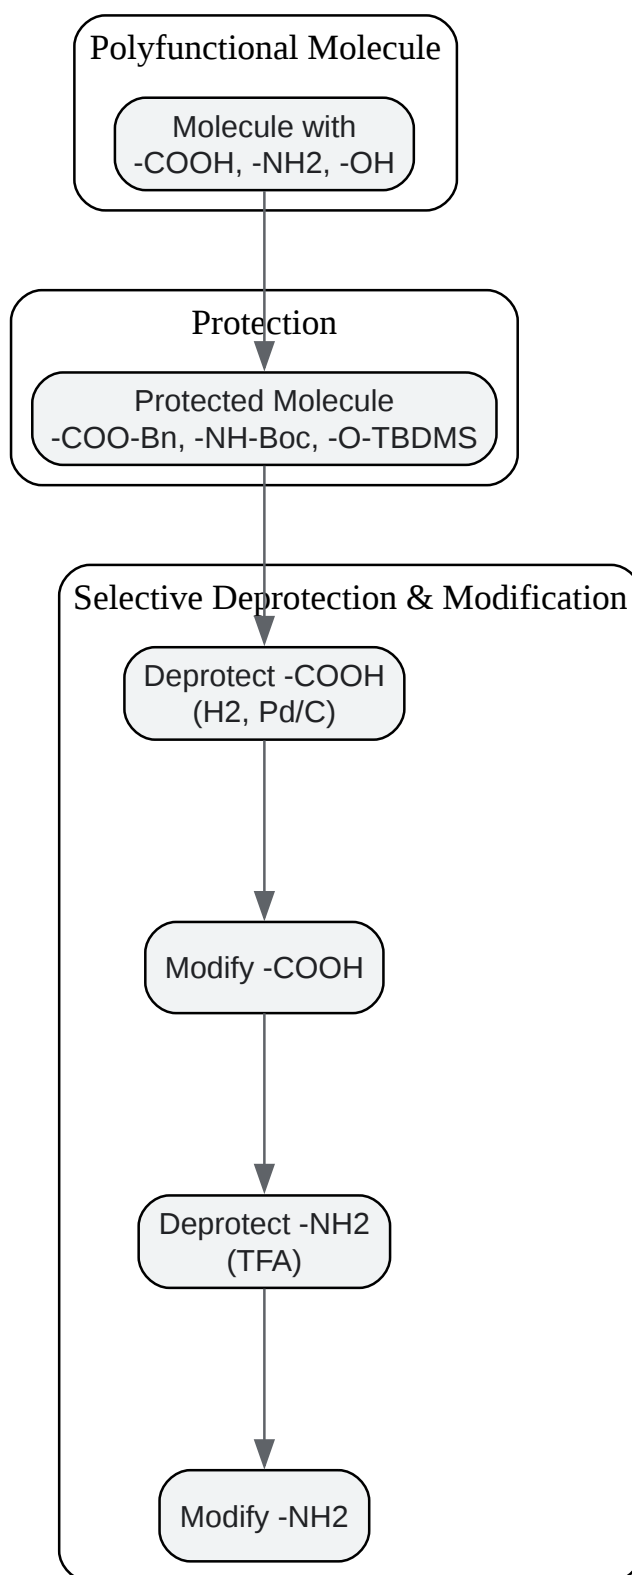 Polyfunctional Molecule
Molecule with
-COOH, -NH2, -OH
Protection
Protected Molecule
-COO-Bn, -NH-Boc, -O-TBDMS
Selective Deprotection & Modification
Deprotect -COOH
(H2, Pd/C)
Modify -COOH
Deprotect -NH2
(TFA)
Modify -NH2